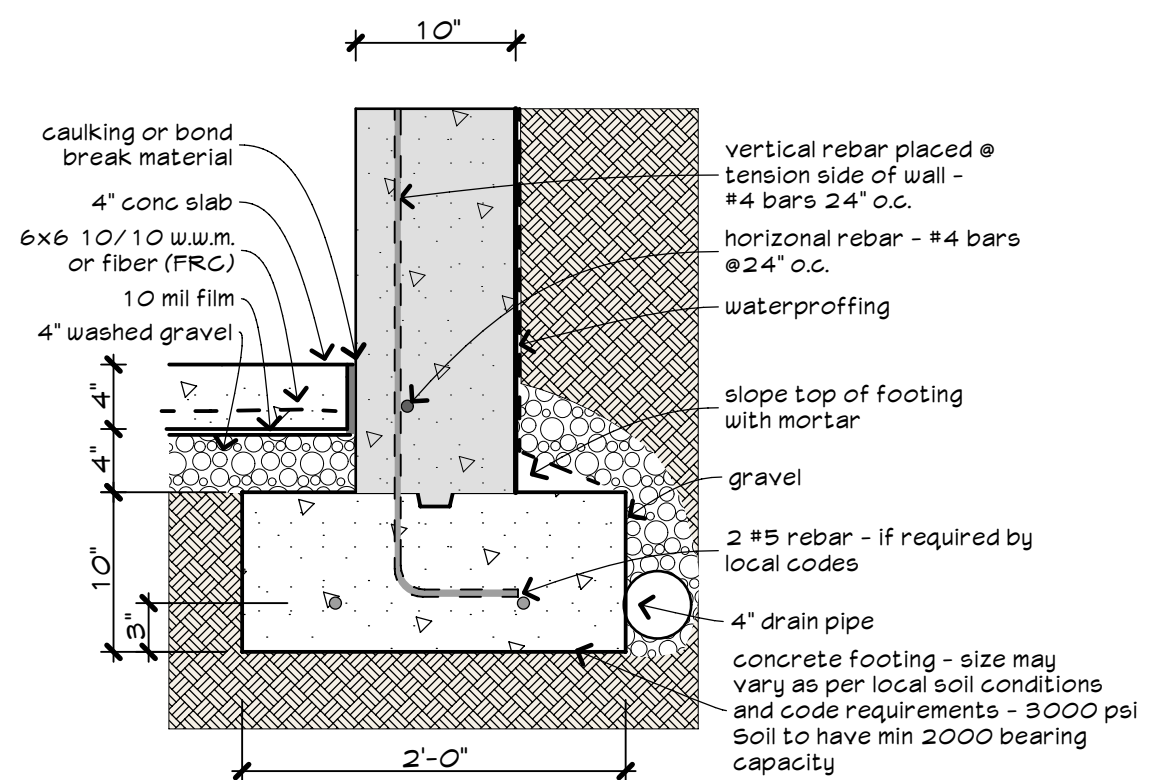 10"
caulking or bond
break material
4" conc slab
6x6 10/10 w.w.m.
or fiber (FRC)
10 mil film
4" washed gravel
4"
4"
10"
3"
2'-0"
vertical rebar placed @
tension side of wall -
#4 bars 24" o.c.
horizonal rebar - #4 bars
@24" o.c.
waterproffing
slope top of footing
with mortar
gravel
2 #5 rebar - if required by
local codes
4" drain pipe
concrete footing - size may
vary as per local soil conditions
and code requirements - 3000 psi
Soil to have min 2000 bearing
capacity